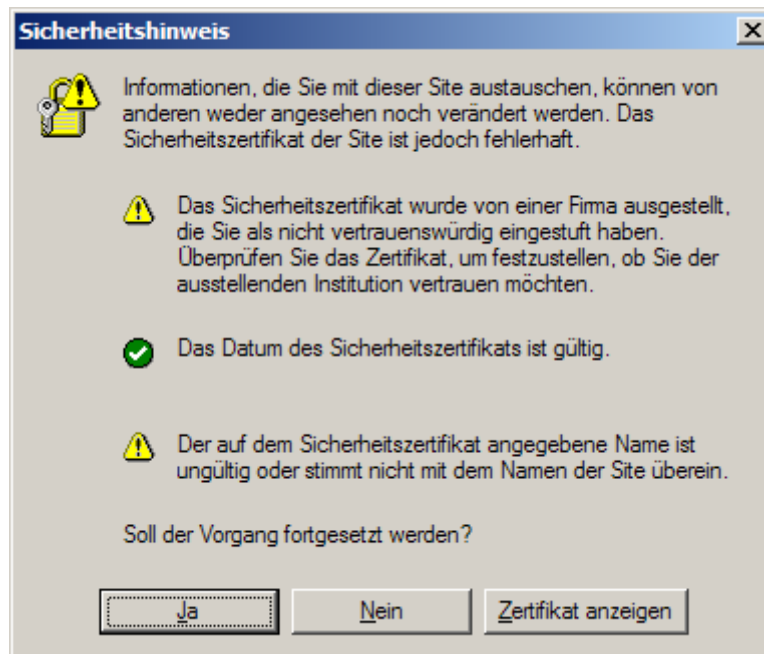 Sicherheitshinweis
Informationen, die Sie mit dieser Site austauschen, können von
anderen weder angesehen noch verändert werden. Das
Sicherheitszertifikat der Site ist jedoch fehlerhaft.
Das Sicherheitszertifikat wurde von einer Firma ausgestellt,
die Sie als nicht vertrauenswürdig eingestuft haben.
Überprüfen Sie das Zertifikat, um festzustellen, ob Sie der
ausstellenden Institution vertrauen möchten.
Das Datum des Sicherheitszertifikats ist gültig.
Der auf dem Sicherheitszertifikat angegebene Name ist
ungültig oder stimmt nicht mit dem Namen der Site überein.
Soll der Vorgang fortgesetzt werden?
Ja Nein Zertifikat anzeigen